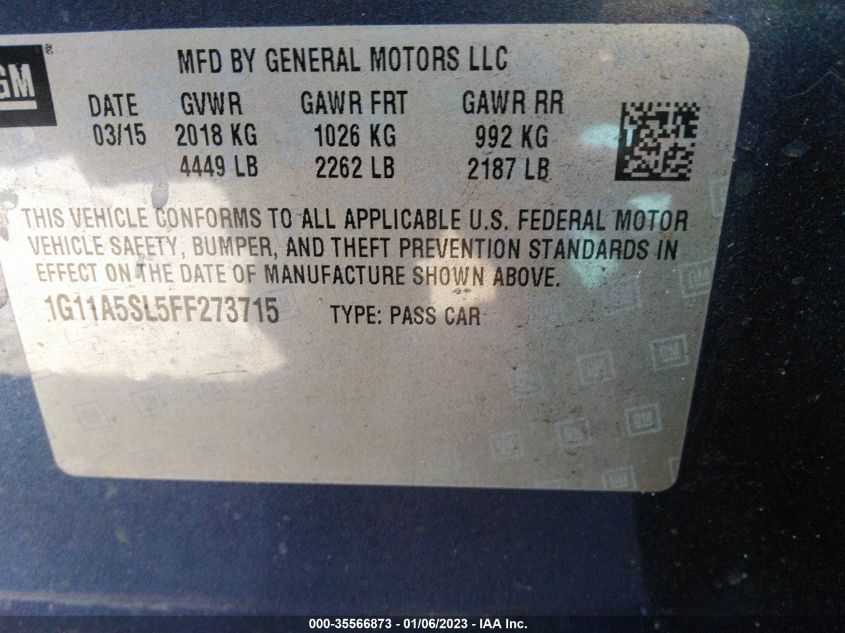 GM
MFD BY GENERAL MOTORS LLC
DATE GVWR GAWR FRT GAWR RR
03/15 2018 KG 1026 KG 992 KG
4449 LB 2262 LB 2187 LB
THIS VEHICLE CONFORMS TO ALL APPLICABLE U.S. FEDERAL MOTOR
VEHICLE SAFETY, BUMPER, AND THEFT PREVENTION STANDARDS IN
EFFECT ON THE DATE OF MANUFACTURE SHOWN ABOVE.
1G11A5SL5FF273715 TYPE: PASS CAR
GM
GM
000-35566873 - 01/06/2023 - IAA Inc.